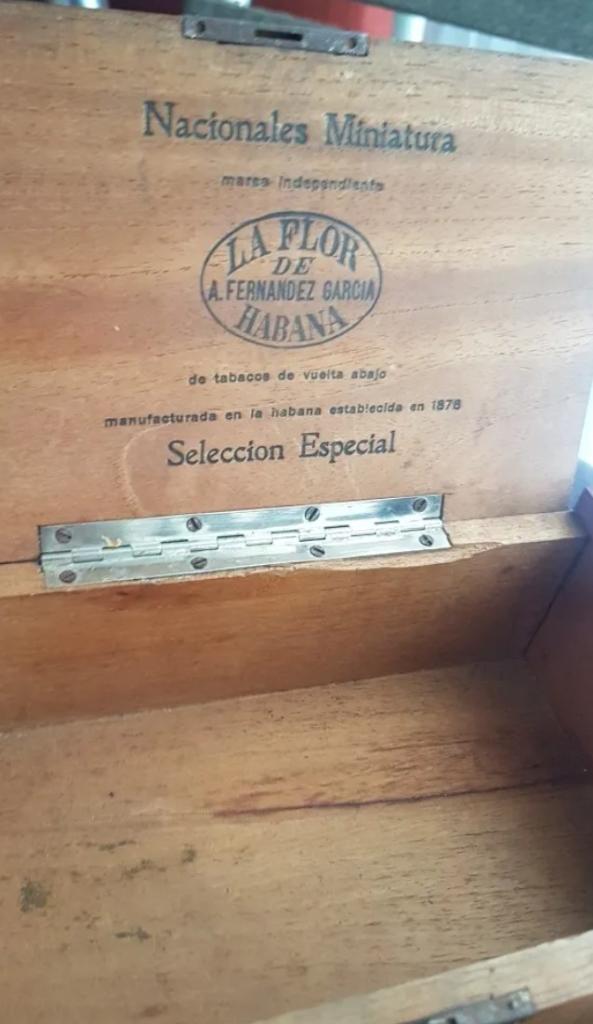 Nacionales Miniatura
marca independiente
LA FLOR
DE
A. FERNANDEZ GARCIA
HABANA
de tabacos de vuelta abajo
manufacturada en la habana establecida en 1876
Seleccion Especial